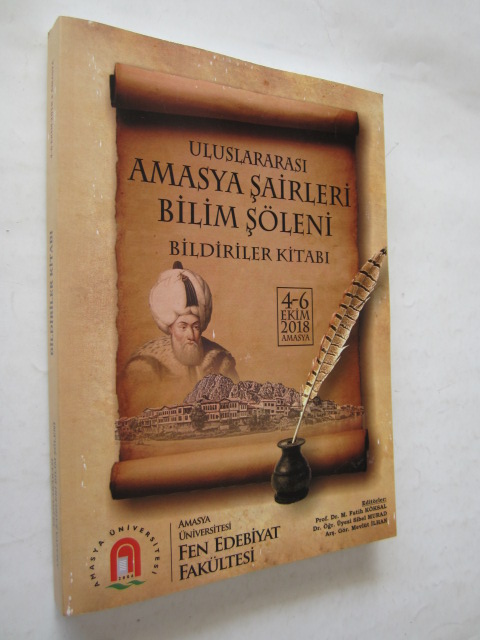 ULUSLARARASI
AMASYA ŞAİRLERİ
BİLİM ŞÖLENİ
BİLDİRİLER KİTABI
4-6
EKİM
2018
AMASYA
Editörler:
Prof. Dr. M. Fatih KÖKSAL
Dr. Öğr. Üyesi Sibel MURAD
Arş. Gör. Mevlüt İLHAN
AMASYA
ÜNİVERSİTESİ
FEN EDEBİYAT
FAKÜLTESİ
AMASYA ÜNİVERSİTESİ
2006
BİLDİRİLER KİTABI